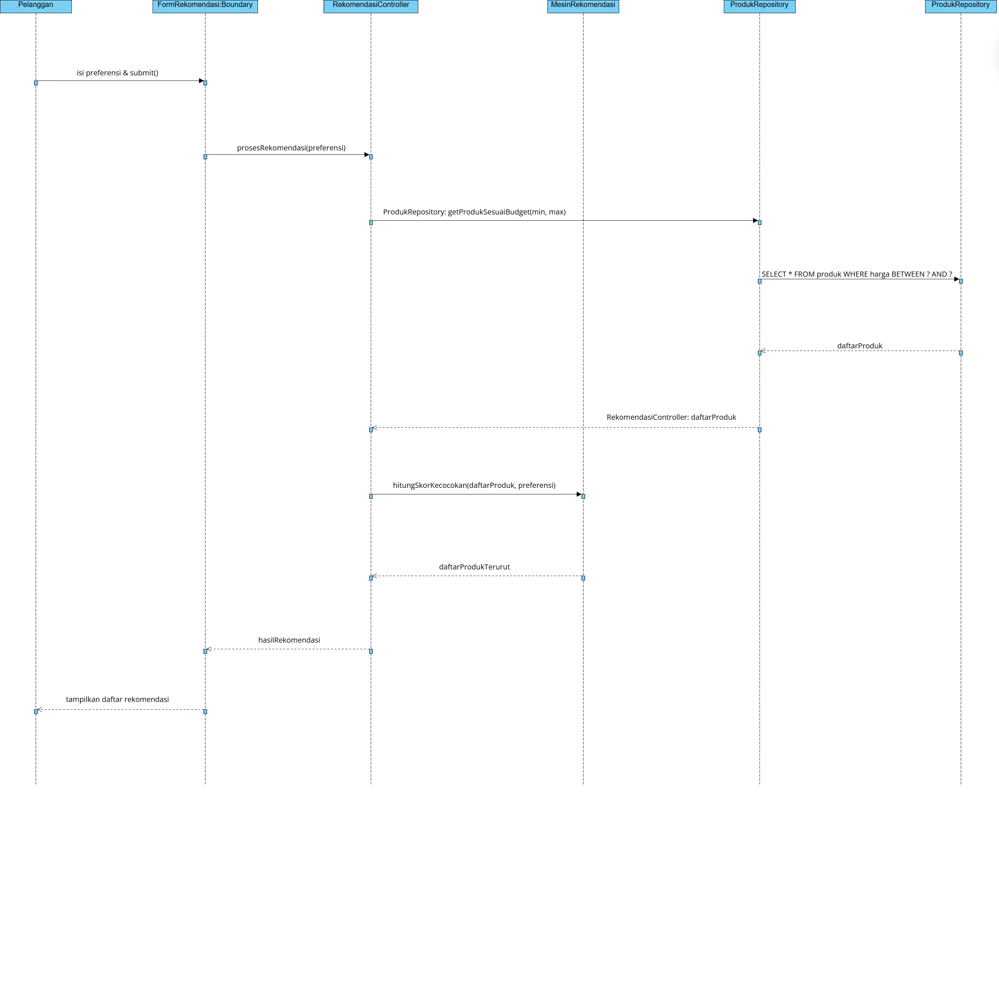 Pelanggan
FormRekomendasi:Boundary
RekomendasiController
MesinRekomendasi
ProdukRepository
ProdukRepository
isi preferensi & submit()
prosesRekomendasi(preferensi)
ProdukRepository: getProdukSesuaiBudget(min, max)
SELECT * FROM produk WHERE harga BETWEEN ? AND ?
daftarProduk
RekomendasiController: daftarProduk
hitungSkorKecocokan(daftarProduk, preferensi)
daftarProdukTerurut
hasilRekomendasi
tampilkan daftar rekomendasi